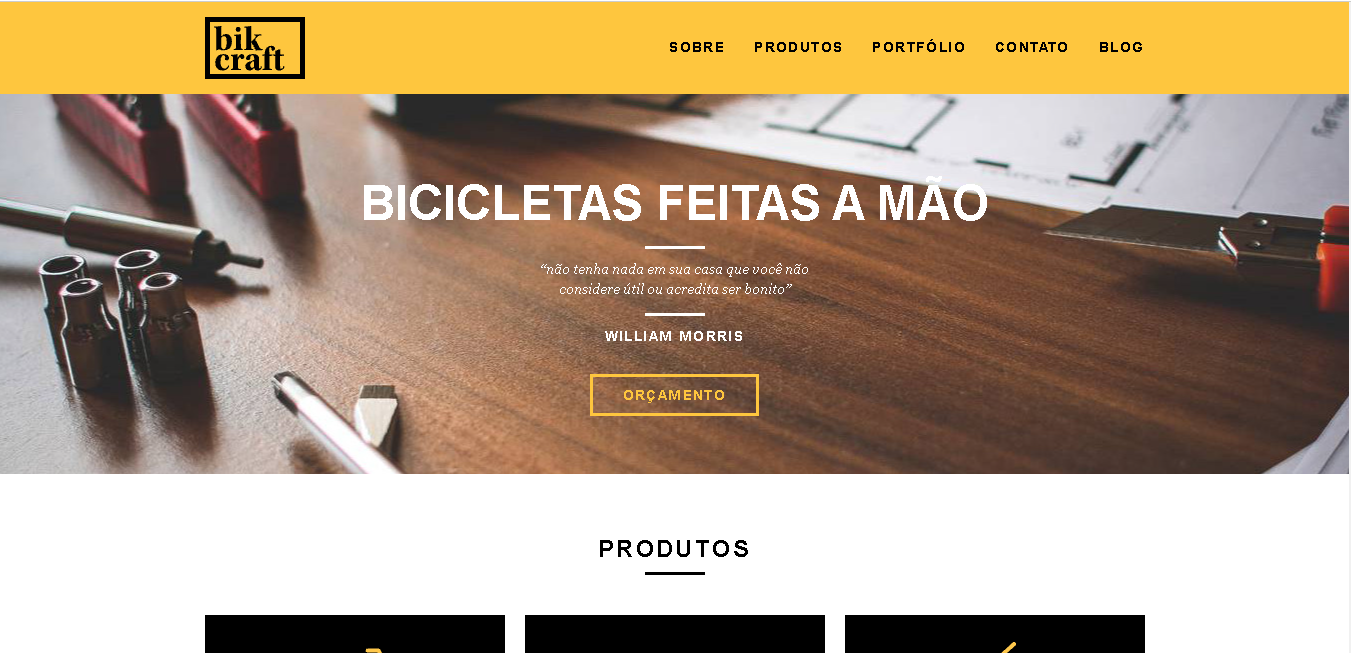 bik
craft
SOBRE PRODUTOS PORTFÓLIO CONTATO BLOG
BICICLETAS FEITAS A MÃO
“não tenha nada em sua casa que você não
considere útil ou acredita ser bonito”
WILLIAM MORRIS
ORÇAMENTO
PRODUTOS